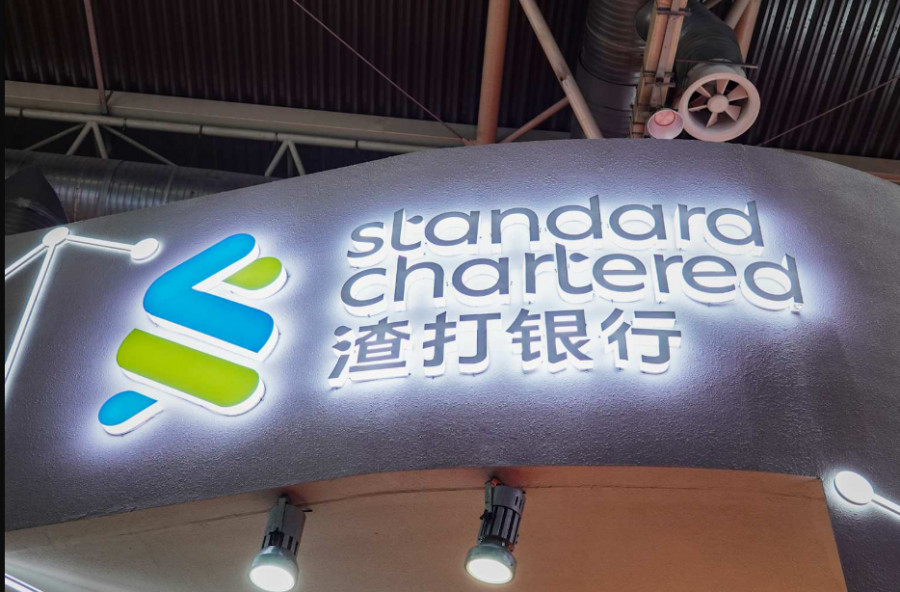 standard
chartered
渣打银行